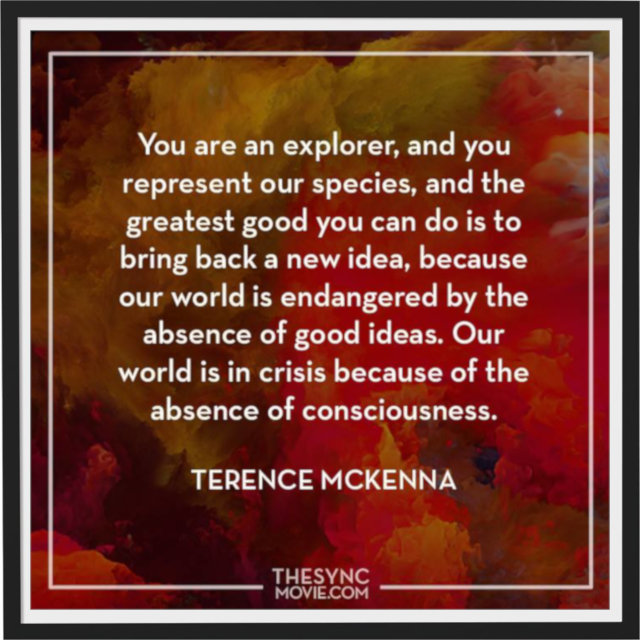 You are an explorer, and you
represent our species, and the
greatest good you can do is to
bring back a new idea, because
our world is endangered by the
absence of good ideas. Our
world is in crisis because of the
absence of consciousness.
TERENCE MCKENNA
THESYNC
MOVIE.COM